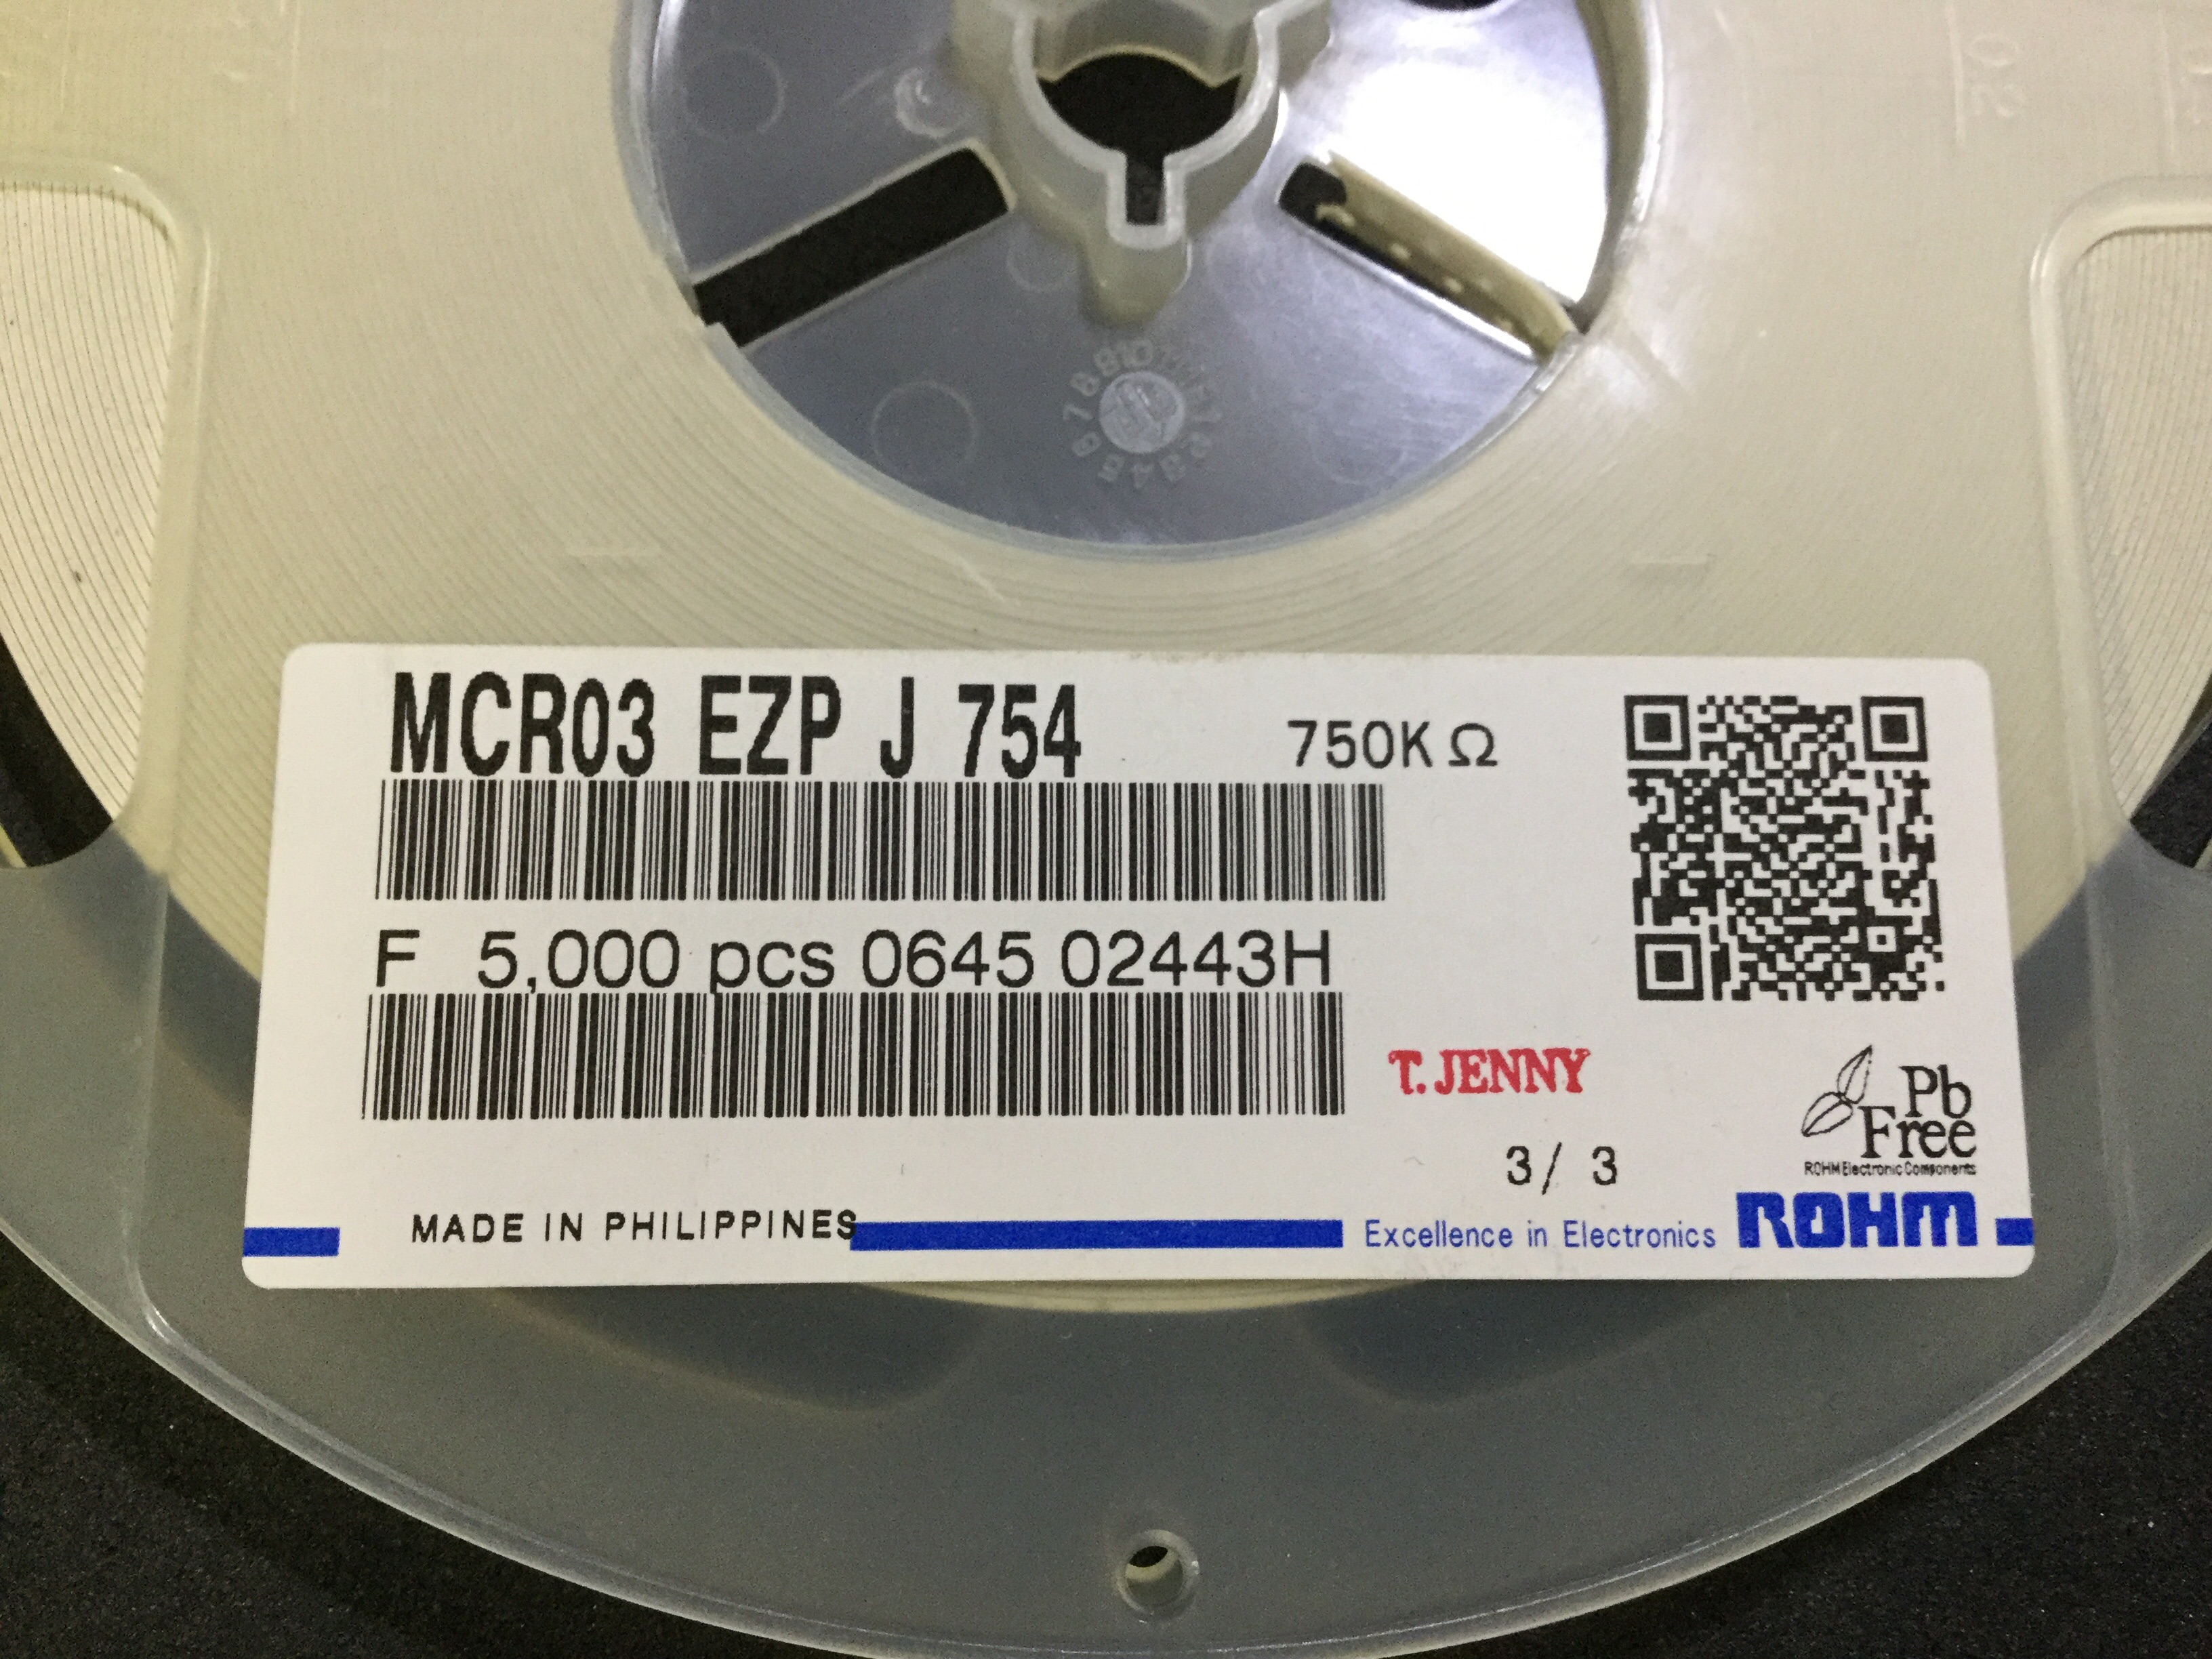 MCR03 EZP J 754
750KΩ
F 5,000 pcs 0645 02443H
T. JENNY
3/ 3
Pb
Free
ROHM Electronic Components
MADE IN PHILIPPINES
Excellence in Electronics ROHM
02